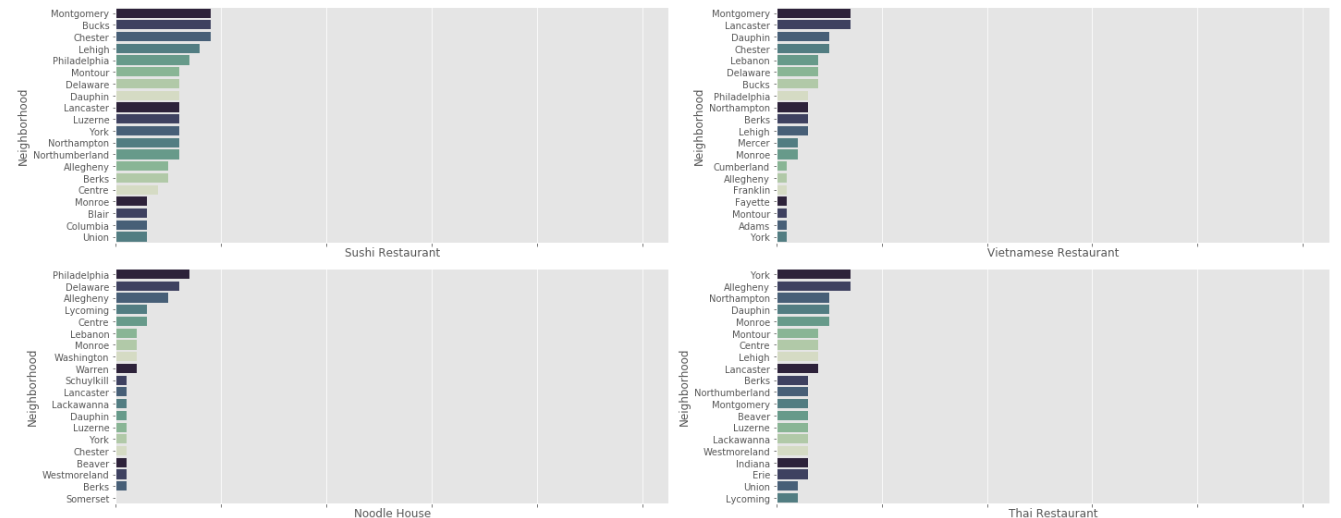 Montgomery
Bucks
Chester
Lehigh
Philadelphia
Montour
Delaware
Dauphin
Lancaster
Luzerne
York
Northampton
Northumberland
Allegheny
Berks
Centre
Monroe
Blair
Columbia
Union
Neighborhood
Sushi Restaurant
Montgomery
Lancaster
Dauphin
Chester
Lebanon
Delaware
Bucks
Philadelphia
Northampton
Berks
Lehigh
Mercer
Monroe
Cumberland
Allegheny
Franklin
Fayette
Montour
Adams
York
Neighborhood
Vietnamese Restaurant
Philadelphia
Delaware
Allegheny
Lycoming
Centre
Lebanon
Monroe
Washington
Warren
Schuylkill
Lancaster
Lackawanna
Dauphin
Luzerne
York
Chester
Beaver
Westmoreland
Berks
Somerset
Neighborhood
Noodle House
York
Allegheny
Northampton
Dauphin
Monroe
Montour
Centre
Lehigh
Lancaster
Berks
Northumberland
Montgomery
Beaver
Luzerne
Lackawanna
Westmoreland
Indiana
Erie
Union
Lycoming
Neighborhood
Thai Restaurant